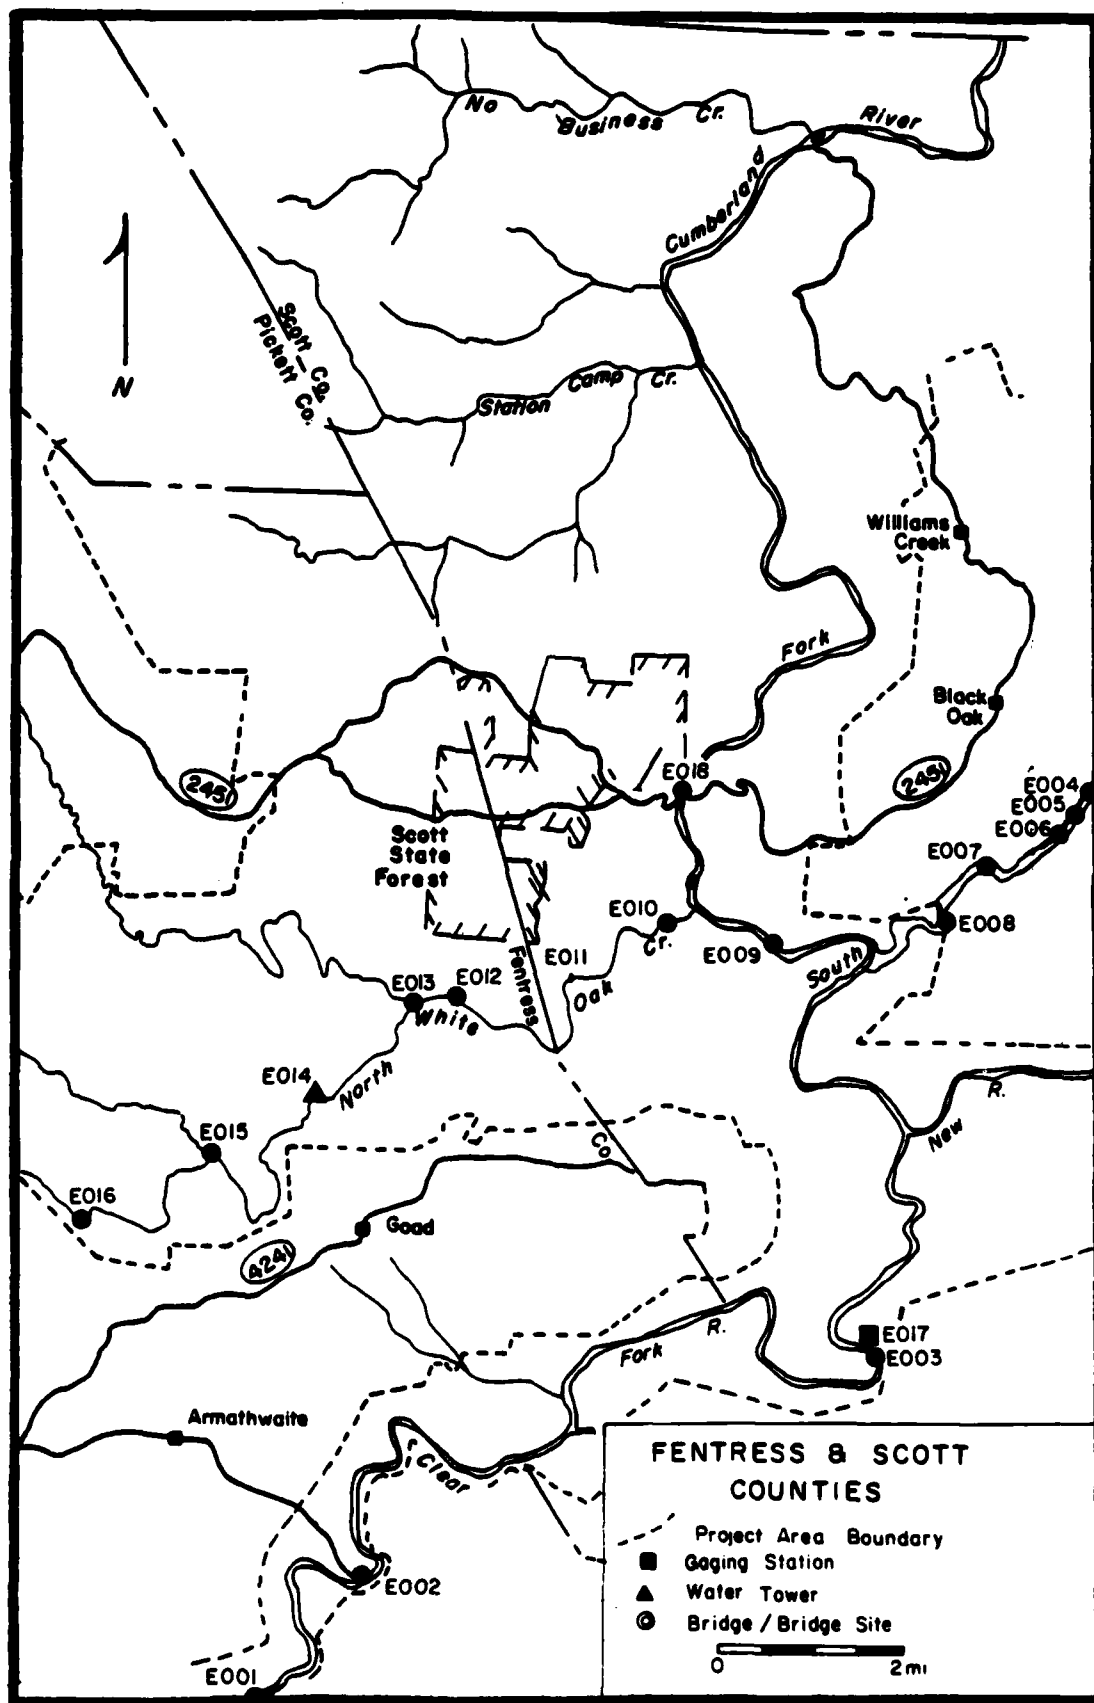 No Business Cr.
River
Cumberland
N
Scott Co.
Pickett Co.
Station Camp Cr.
Williams
Creek
Fork
Black
Oak
2451
E018
2451
E004
E005
E006
Scott
State
Forest
E007
E010
E008
Cr.
E009
E011
South
Fentress
E013
E012
Oak
White
E014
North
R.
New
E015
Co
E016
Goad
4241
R.
Fork
E017
E003
Armathwaite
Clear
E002
E001
FENTRESS & SCOTT
COUNTIES
Project Area Boundary
Gaging Station
Water Tower
Bridge / Bridge Site
0 2mi